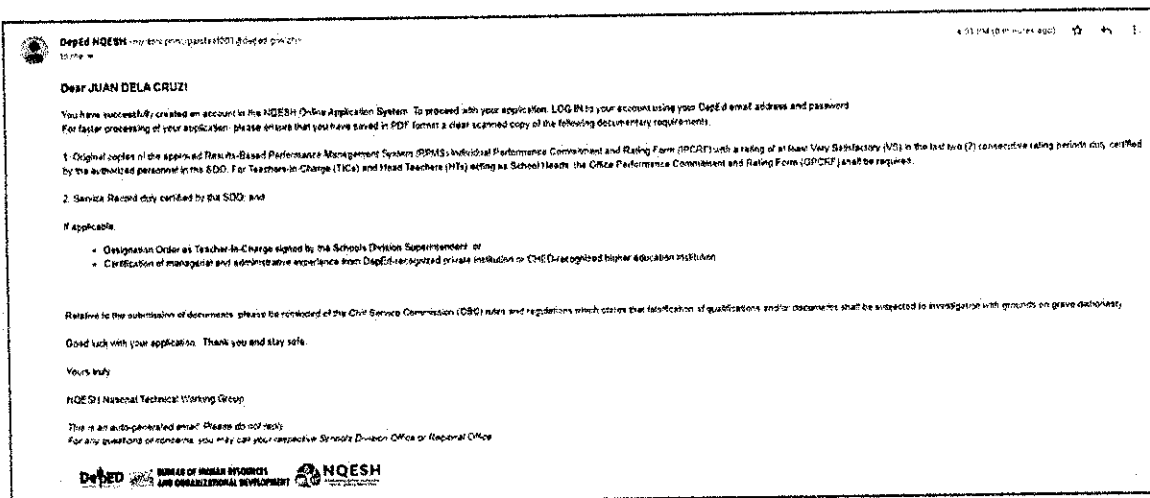 DepEd NQESH
to me
Dear JUAN DELA CRUZ!
You have successfully created an account in the NQESH Online Application System. To proceed with your application, LOG IN to your account using your DepEd email address and password.
For faster processing of your application, please ensure that you have saved in PDF format a clear scanned copy of the following documentary requirements.
1. Original copies of the approved Results-Based Performance Management System (RPMS) Individual Performance Commitment and Rating Form (IPCRF) with a rating of at least Very Satisfactory (VS) in the last two (2) consecutive rating periods duly certified
by the authorized personnel in the SDO. For Teachers-in-Charge (TICs) and Head Teachers (HTs) acting as School Heads, the Office Performance Commitment and Rating Form (OPCRF) shall be required.
2. Service Record duly certified by the SDO; and
If applicable,
• Designation Order as Teacher-In-Charge signed by the Schools Division Superintendent; or
• Certification of managerial and administrative experience from DepEd-recognized private institution or CHED-recognized higher education institution
Relative to the submission of documents, please be reminded of the Civil Service Commission (CSC) rules and regulations which states that falsification of qualifications and/or documents shall be subjected to investigation with grounds on grave dishonesty.
Good luck with your application. Thank you and stay safe.
Yours truly
NQESH National Technical Working Group
This is an auto-generated email. Please do not reply.
For any questions or concerns, you may call your respective Schools Division Office or Regional Office
DepED BUREAU OF HUMAN RESOURCES NQESH
AND ORGANIZATIONAL DEVELOPMENT